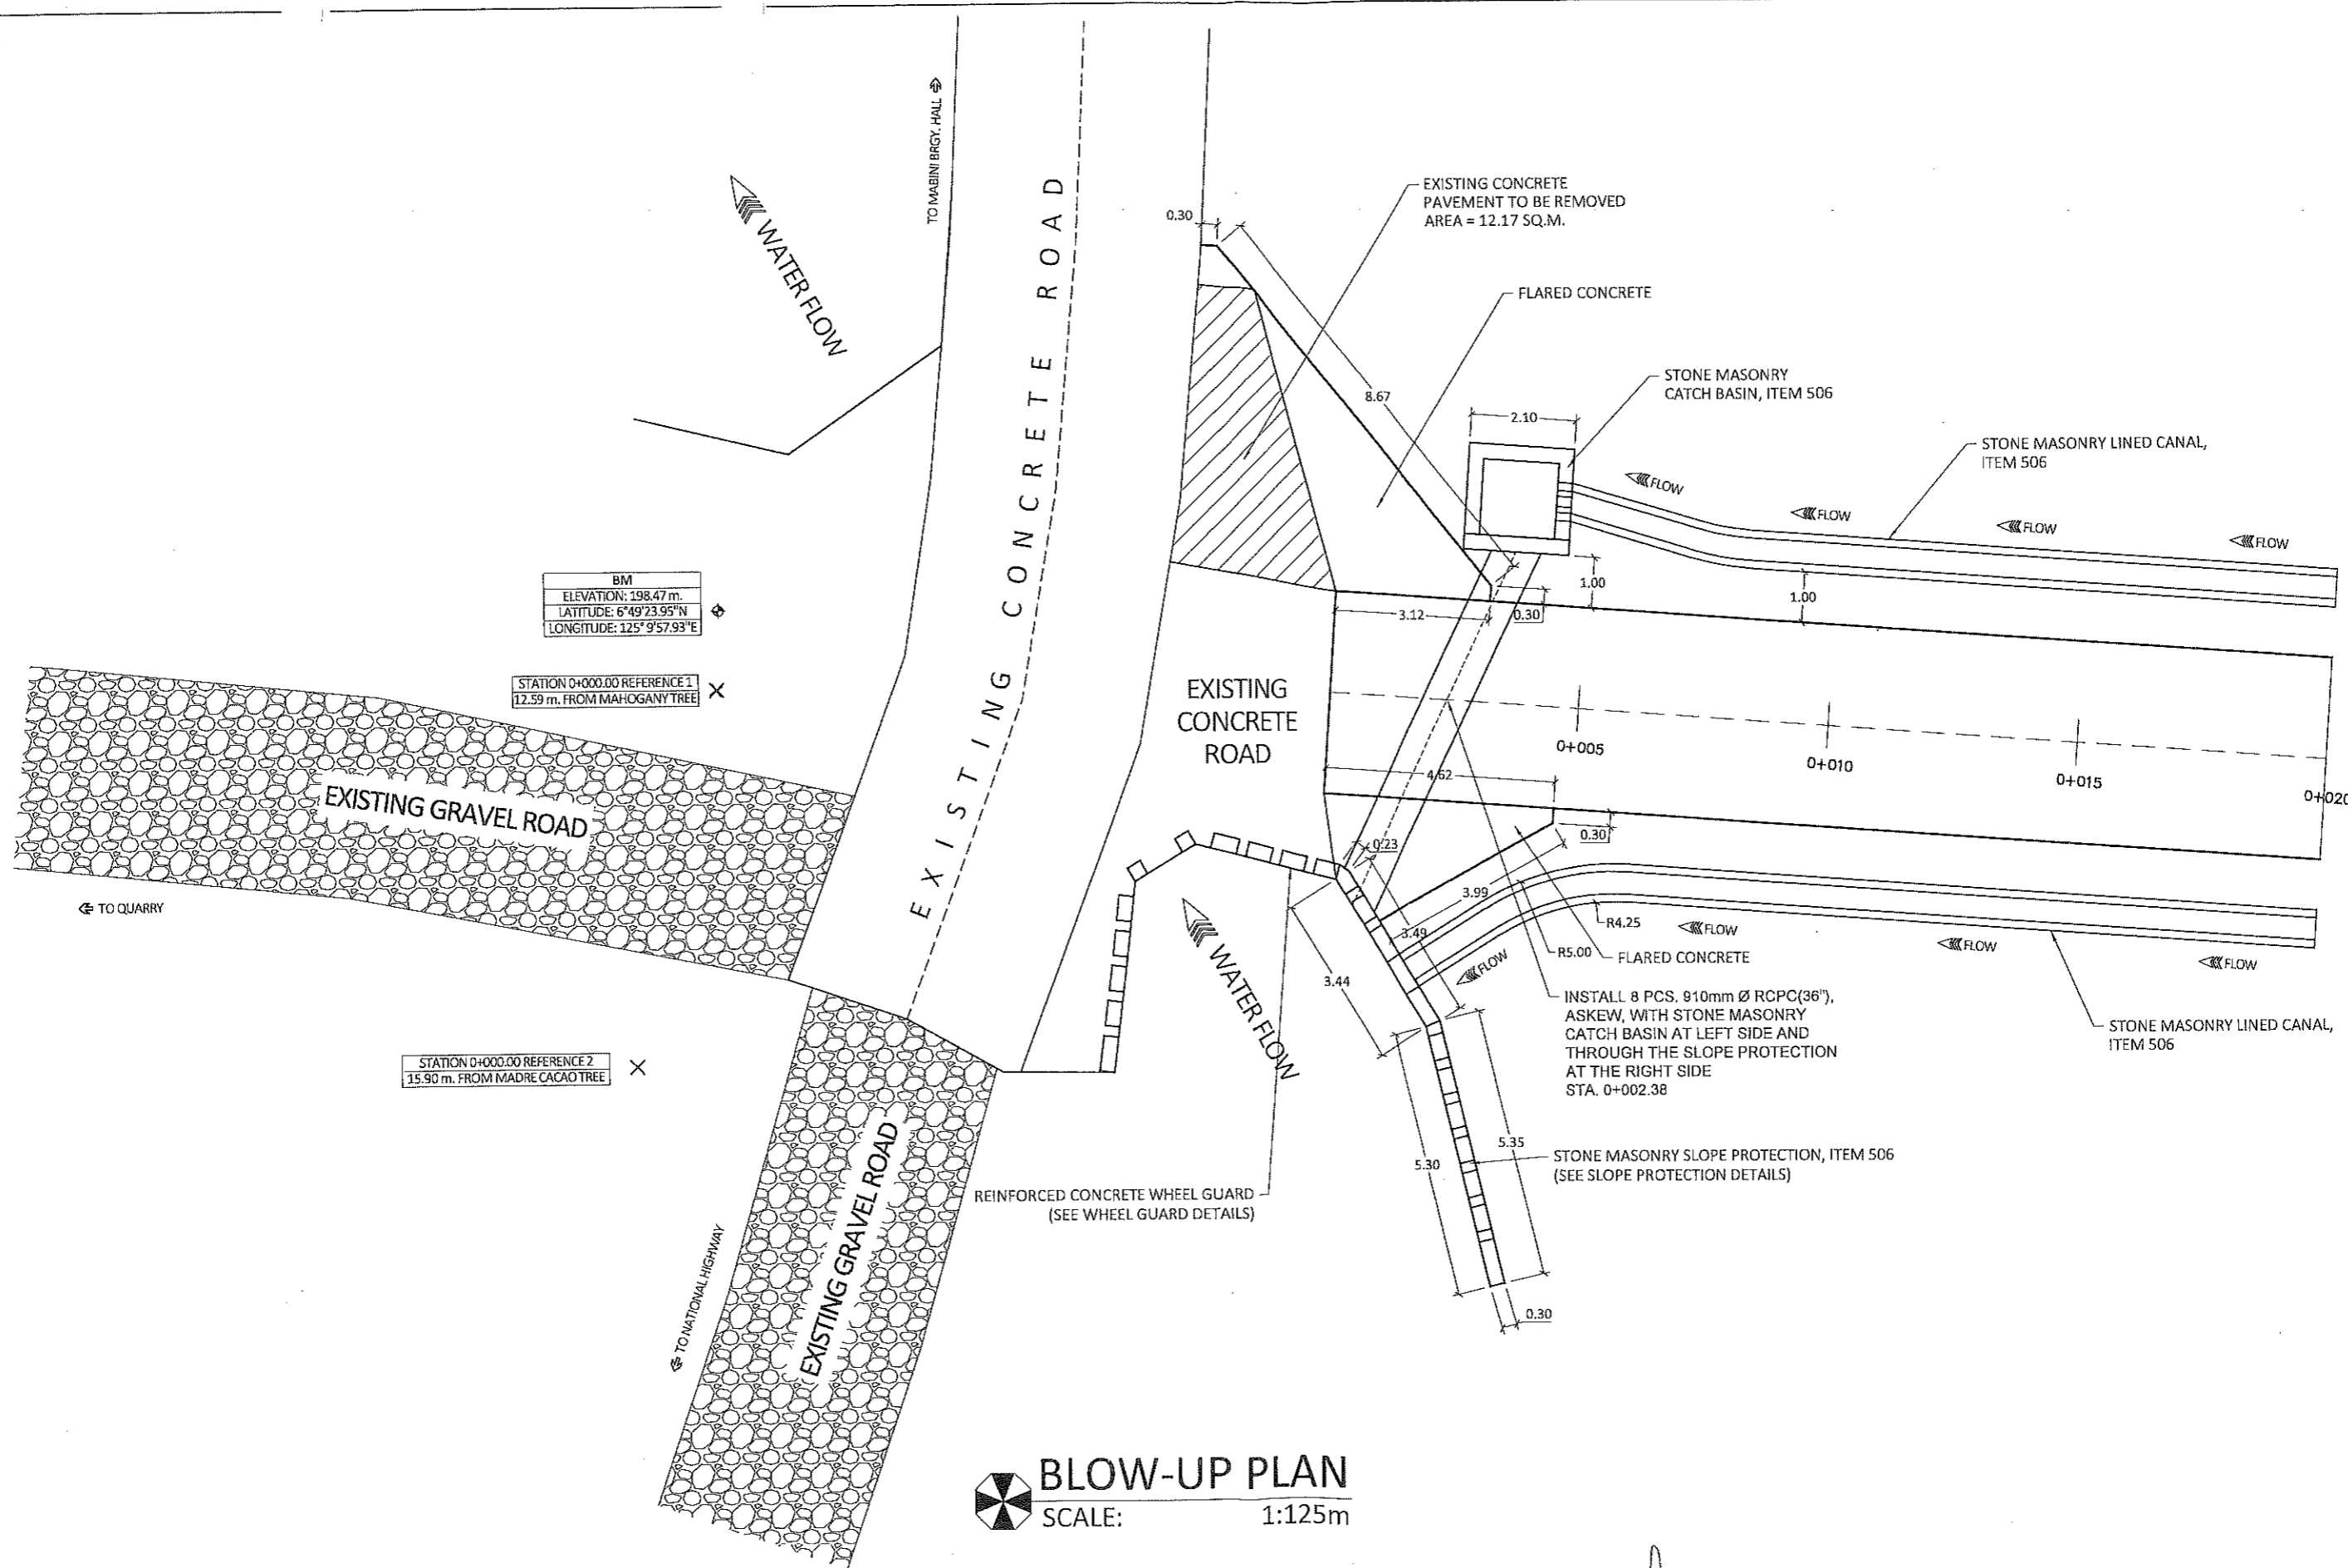 TO MABINI BRGY. HALL
WATER FLOW
EXISTING CONCRETE ROAD
0.30
EXISTING CONCRETE
PAVEMENT TO BE REMOVED
AREA = 12.17 SQ.M.
FLARED CONCRETE
8.67
STONE MASONRY
CATCH BASIN, ITEM 506
2.10
STONE MASONRY LINED CANAL,
ITEM 506
FLOW
FLOW
FLOW
FLOW
1.00
1.00
3.12
0.30
BM
ELEVATION: 198.47 m.
LATITUDE: 6°49'23.95"N
LONGITUDE: 125° 9'57.93"E
STATION 0+000.00 REFERENCE 1
12.59 m. FROM MAHOGANY TREE
EXISTING
CONCRETE
ROAD
0+005
0+010
0+015
0+020
4.62
0.30
EXISTING GRAVEL ROAD
TO QUARRY
0.23
3.99
3.49
3.44
R4.25
R5.00
FLOW
FLOW
FLOW
FLOW
FLARED CONCRETE
WATER FLOW
INSTALL 8 PCS. 910mm Ø RCPC(36"),
ASKEW, WITH STONE MASONRY
CATCH BASIN AT LEFT SIDE AND
THROUGH THE SLOPE PROTECTION
AT THE RIGHT SIDE
STA. 0+002.38
STONE MASONRY LINED CANAL,
ITEM 506
STATION 0+000.00 REFERENCE 2
15.90 m. FROM MADRE CACAO TREE
5.35
5.30
STONE MASONRY SLOPE PROTECTION, ITEM 506
(SEE SLOPE PROTECTION DETAILS)
REINFORCED CONCRETE WHEEL GUARD
(SEE WHEEL GUARD DETAILS)
EXISTING GRAVEL ROAD
TO NATIONAL HIGHWAY
0.30
BLOW-UP PLAN
SCALE: 1:125m